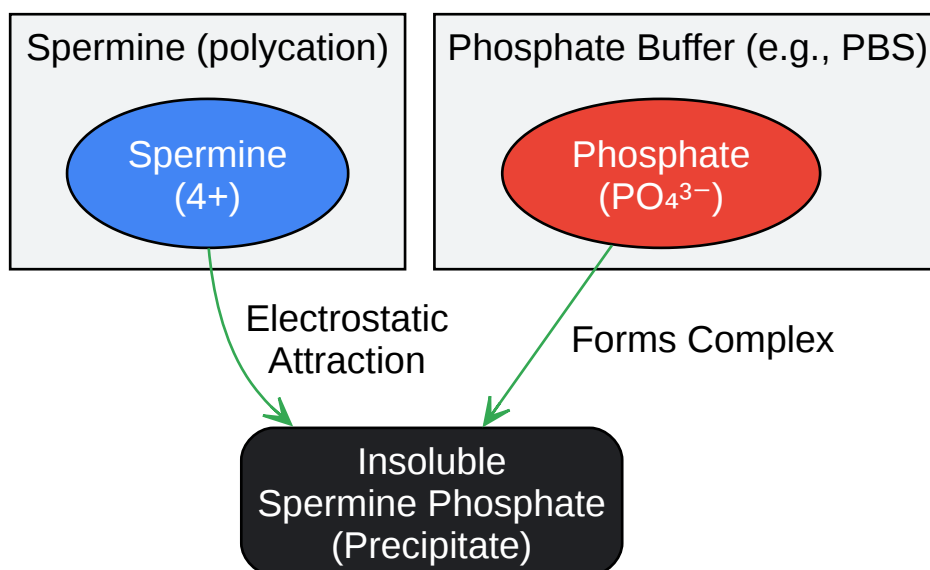 Spermine (polycation)
Phosphate Buffer (e.g., PBS)
Spermine
(4+)
Phosphate
(PO₄³⁻)
Electrostatic
Attraction
Forms Complex
Insoluble
Spermine Phosphate
(Precipitate)